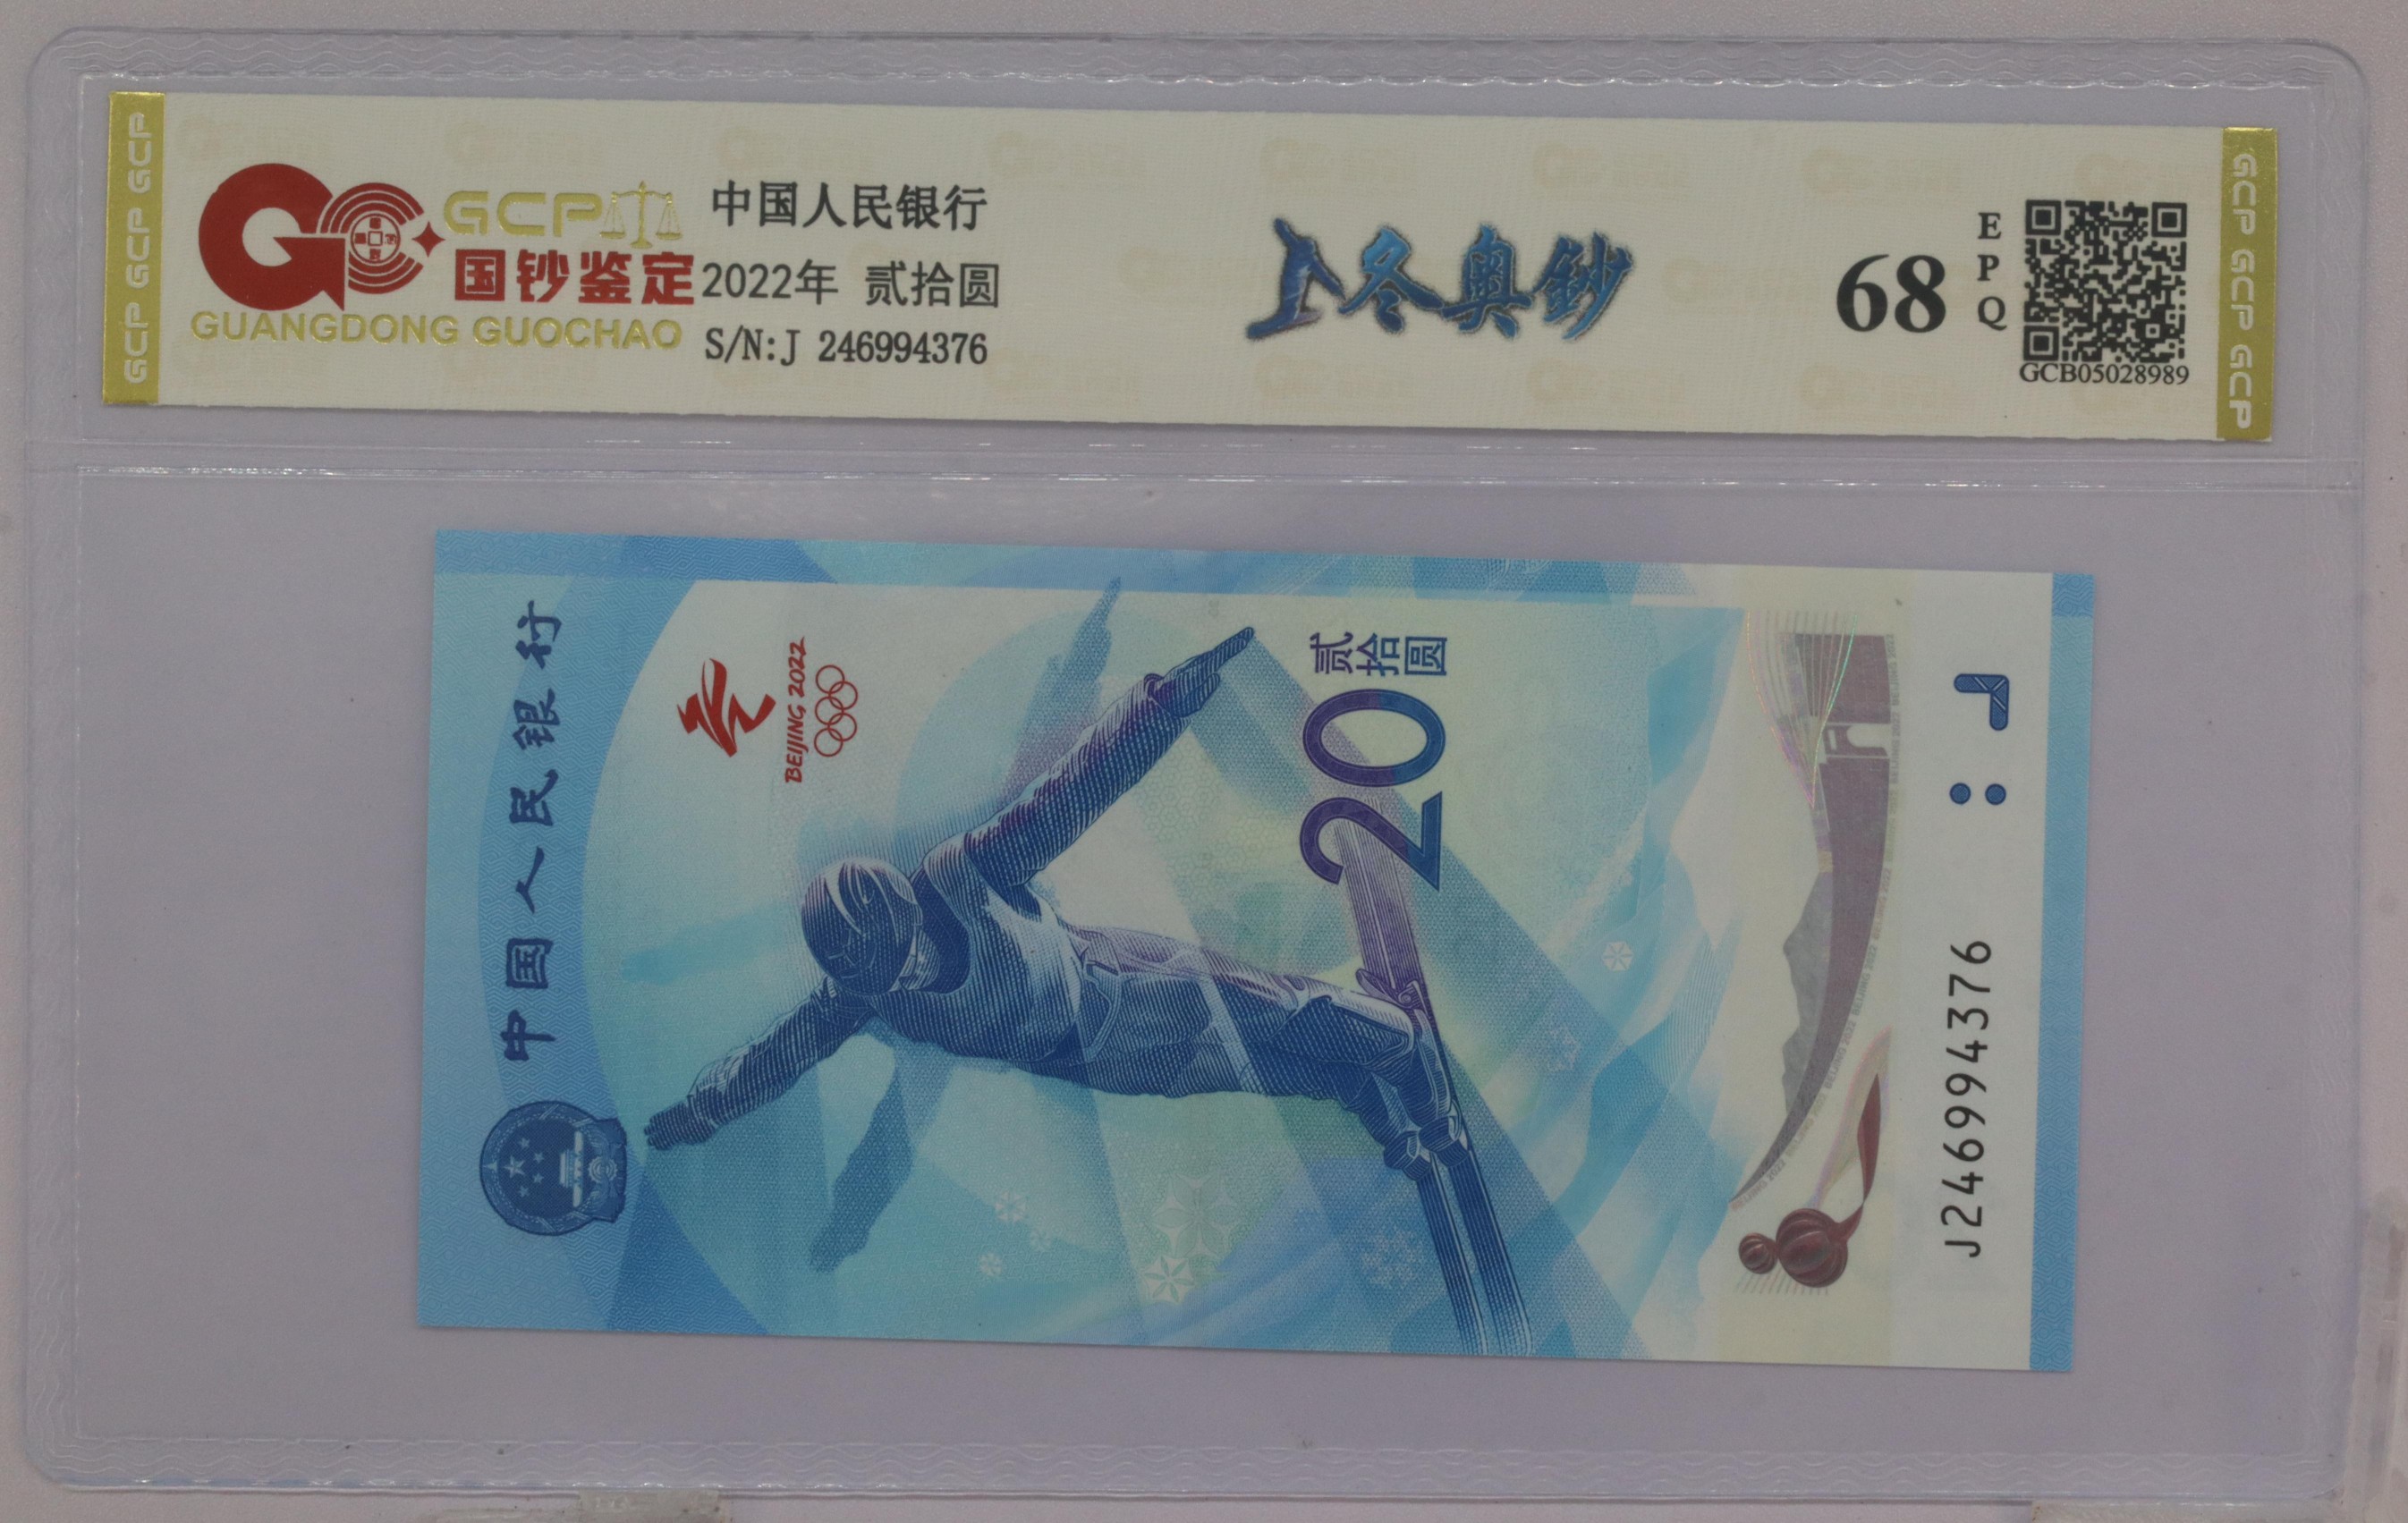 GCP GCP GCP
GCP
国钞鉴定
GUANGDONG GUOCHAO
中国人民银行
2022年 贰拾圆
S/N:J 246994376
冬奥鈔
68
EPQ
GCB05028989
GCP GCP GCP
中国人民银行
BEIJING 2022
贰拾圆
20
J246994376